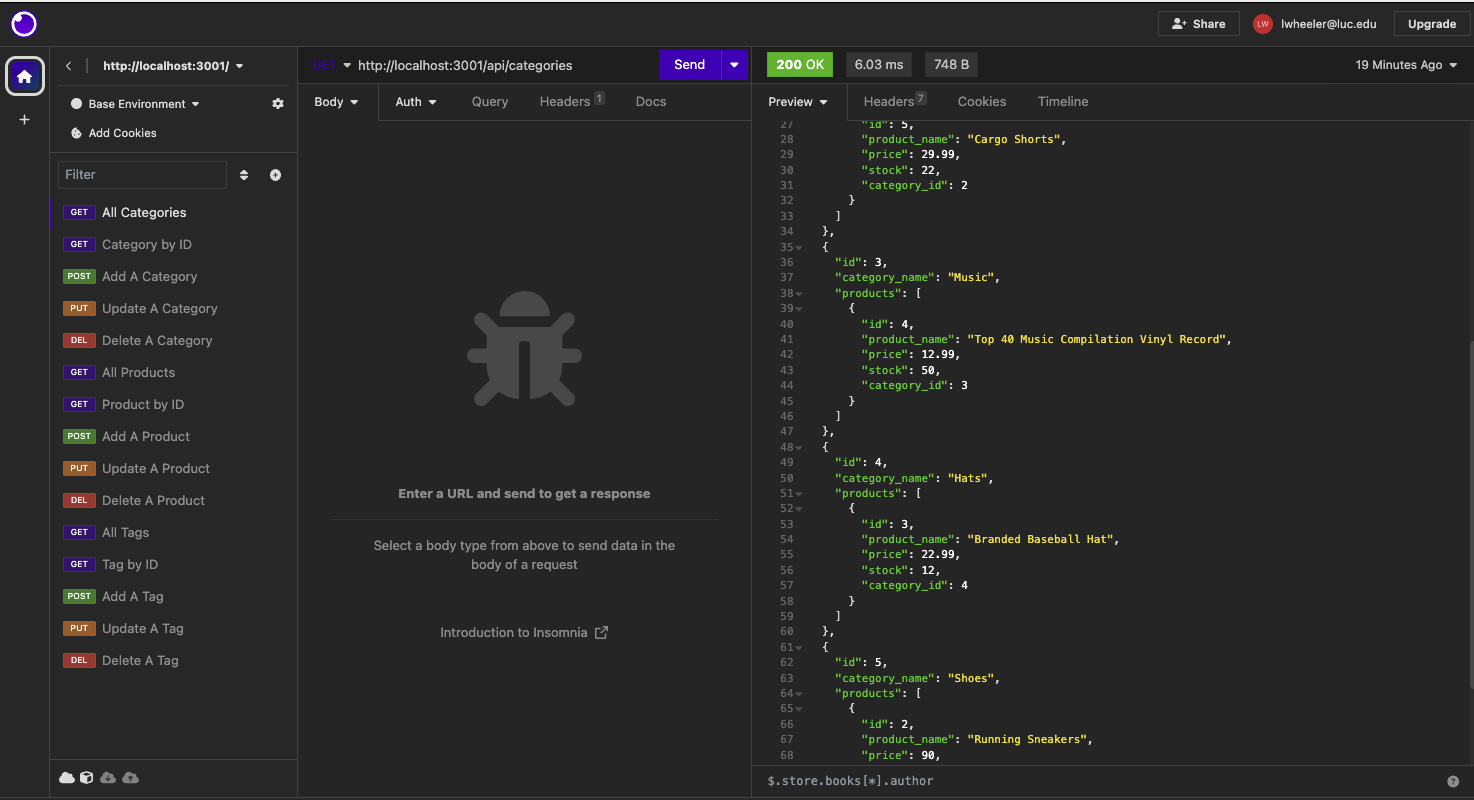 Share
LW
lwheeler@luc.edu
Upgrade
http://localhost:3001/
Base Environment
Add Cookies
Filter
GET All Categories
GET Category by ID
POST Add A Category
PUT Update A Category
DEL Delete A Category
GET All Products
GET Product by ID
POST Add A Product
PUT Update A Product
DEL Delete A Product
GET All Tags
GET Tag by ID
POST Add A Tag
PUT Update A Tag
DEL Delete A Tag
GET http://localhost:3001/api/categories Send
Body Auth Query Headers 1 Docs
Enter a URL and send to get a response
Select a body type from above to send data in the
body of a request
Introduction to Insomnia
200 OK 6.03 ms 748 B 19 Minutes Ago
Preview Headers 7 Cookies Timeline
27 "id": 5,
28 "product_name": "Cargo Shorts",
29 "price": 29.99,
30 "stock": 22,
31 "category_id": 2
32 }
33 ]
34 },
35 {
36 "id": 3,
37 "category_name": "Music",
38 "products": [
39 {
40 "id": 4,
41 "product_name": "Top 40 Music Compilation Vinyl Record",
42 "price": 12.99,
43 "stock": 50,
44 "category_id": 3
45 }
46 ]
47 },
48 {
49 "id": 4,
50 "category_name": "Hats",
51 "products": [
52 {
53 "id": 3,
54 "product_name": "Branded Baseball Hat",
55 "price": 22.99,
56 "stock": 12,
57 "category_id": 4
58 }
59 ]
60 },
61 {
62 "id": 5,
63 "category_name": "Shoes",
64 "products": [
65 {
66 "id": 2,
67 "product_name": "Running Sneakers",
68 "price": 90,
$.store.books[*].author
?